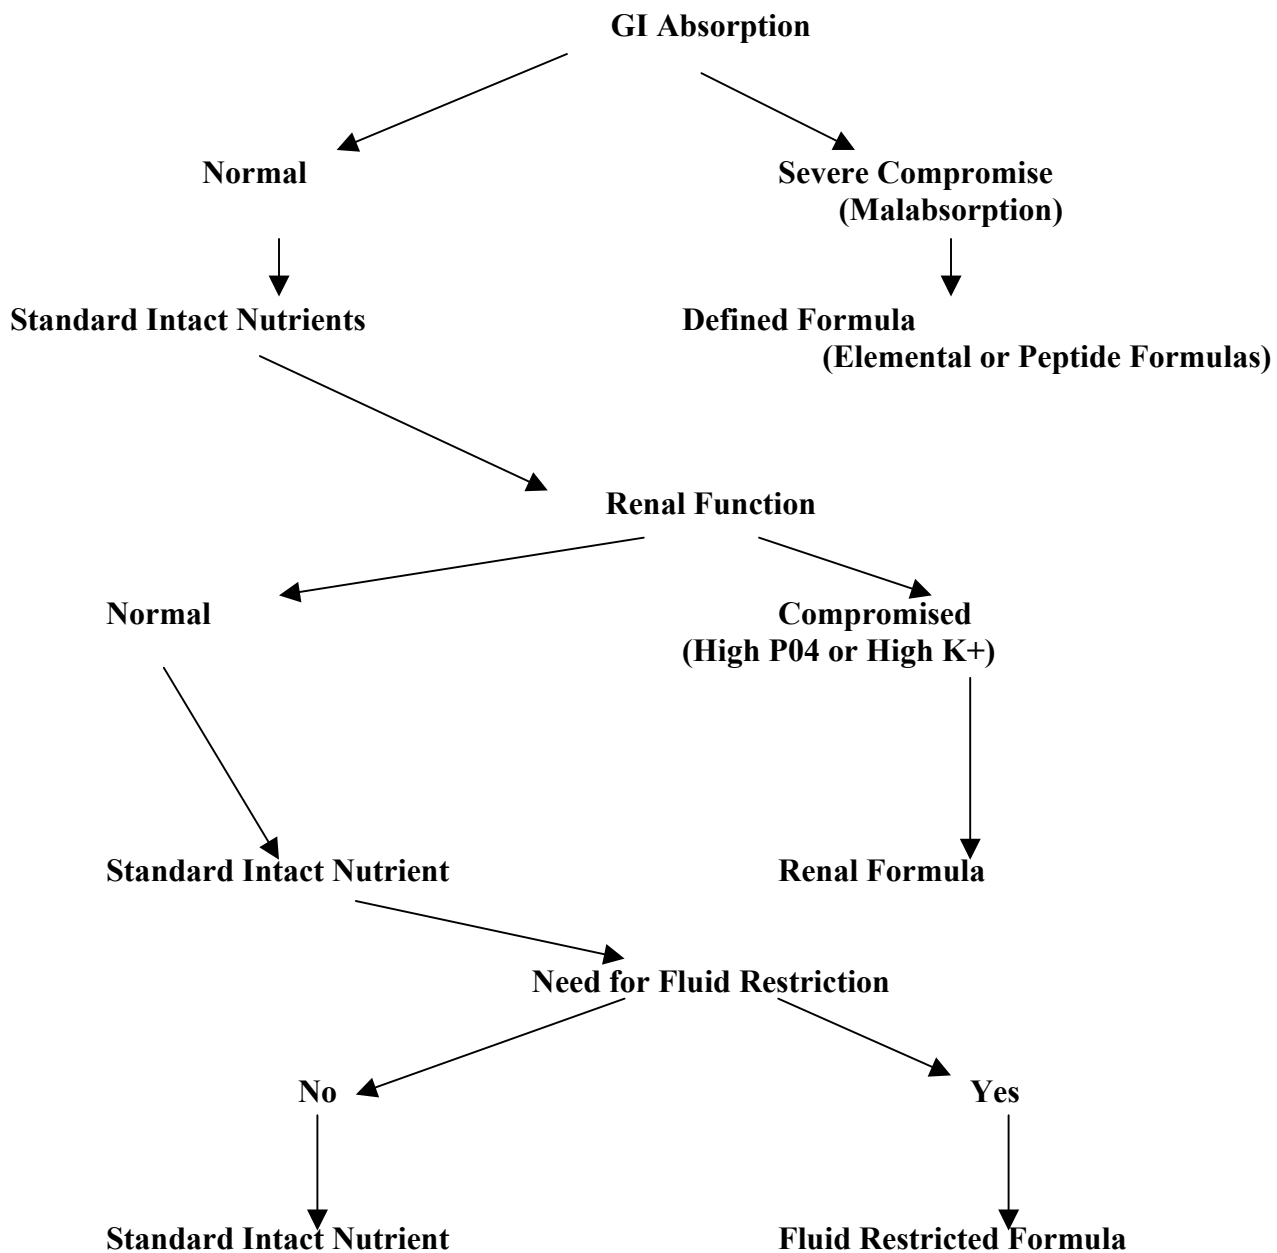 GI Absorption
Normal
Severe Compromise
(Malabsorption)
Standard Intact Nutrients
Defined Formula
(Elemental or Peptide Formulas)
Renal Function
Normal
Compromised
(High P04 or High K+)
Standard Intact Nutrient
Renal Formula
Need for Fluid Restriction
No
Yes
Standard Intact Nutrient
Fluid Restricted Formula